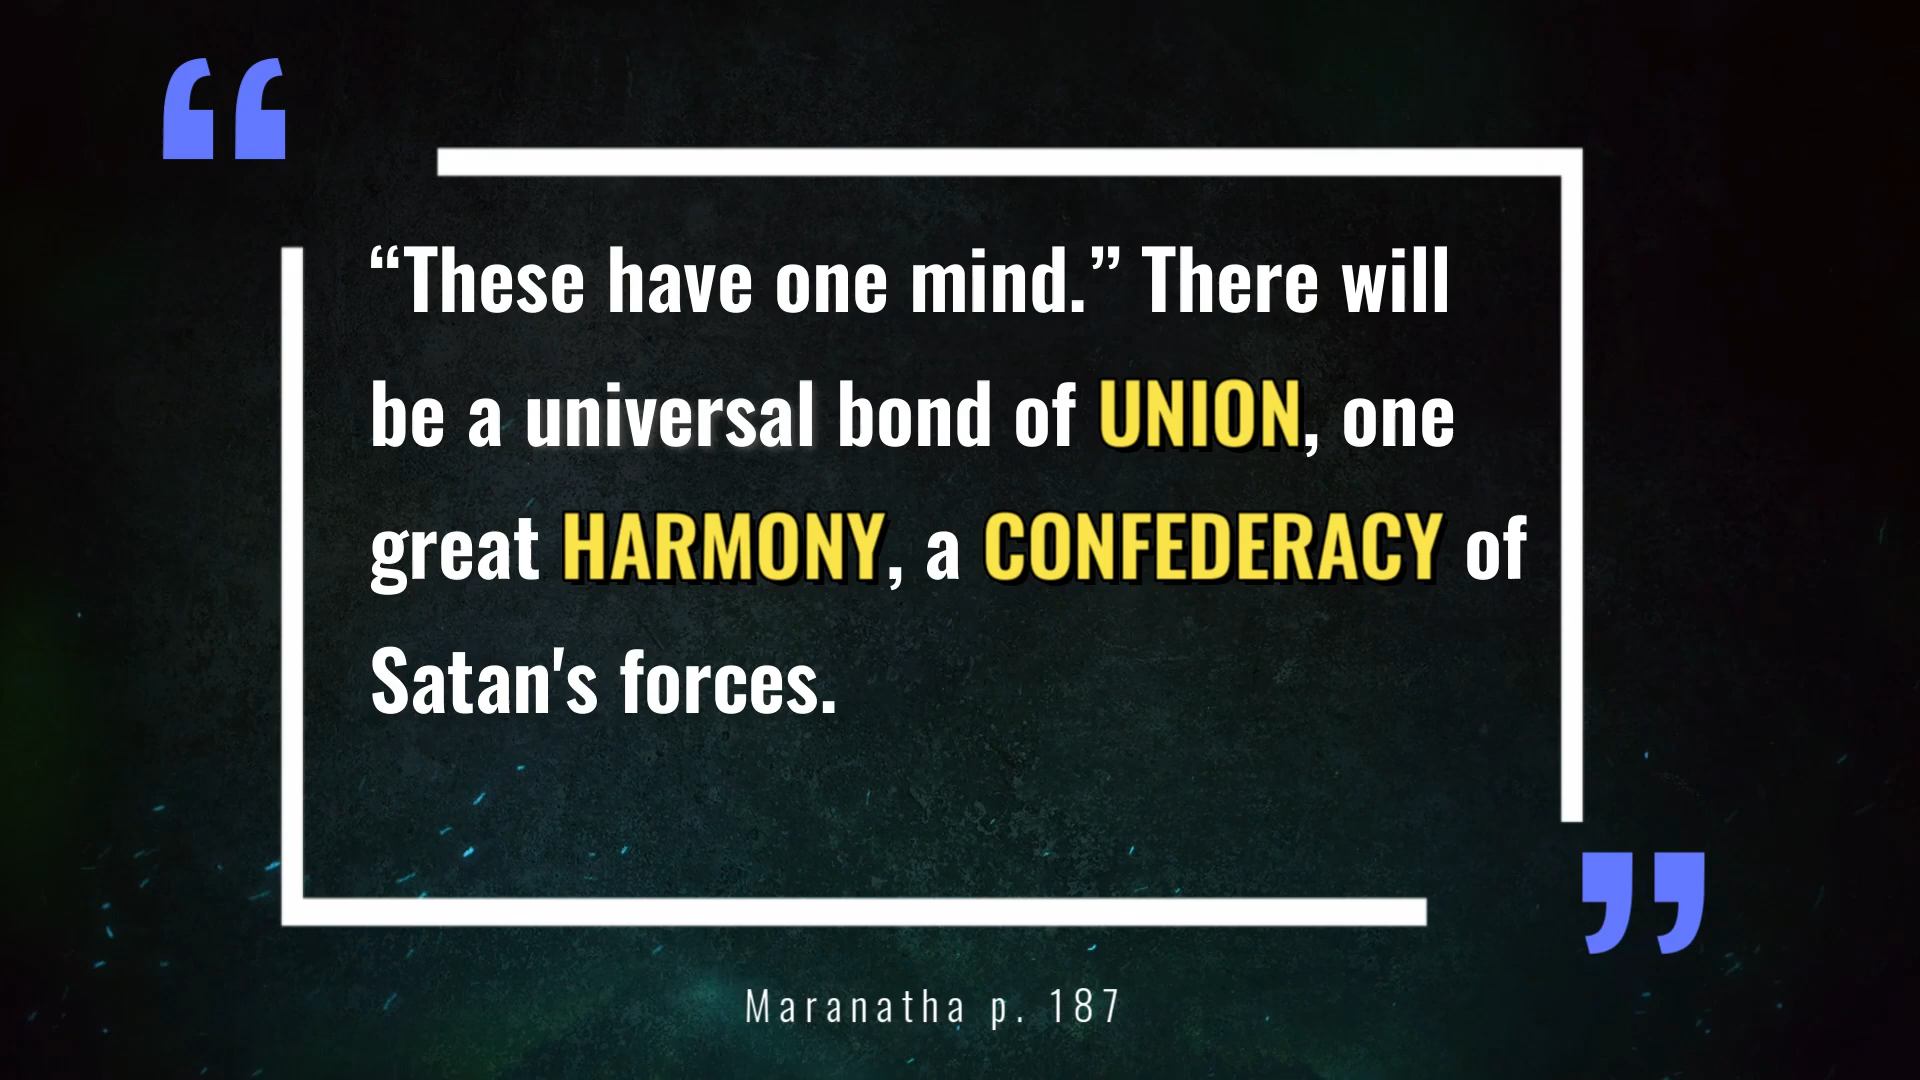 “These have one mind.” There will
be a universal bond of UNION, one
great HARMONY, a CONFEDERACY of
Satan's forces.
Maranatha p. 187